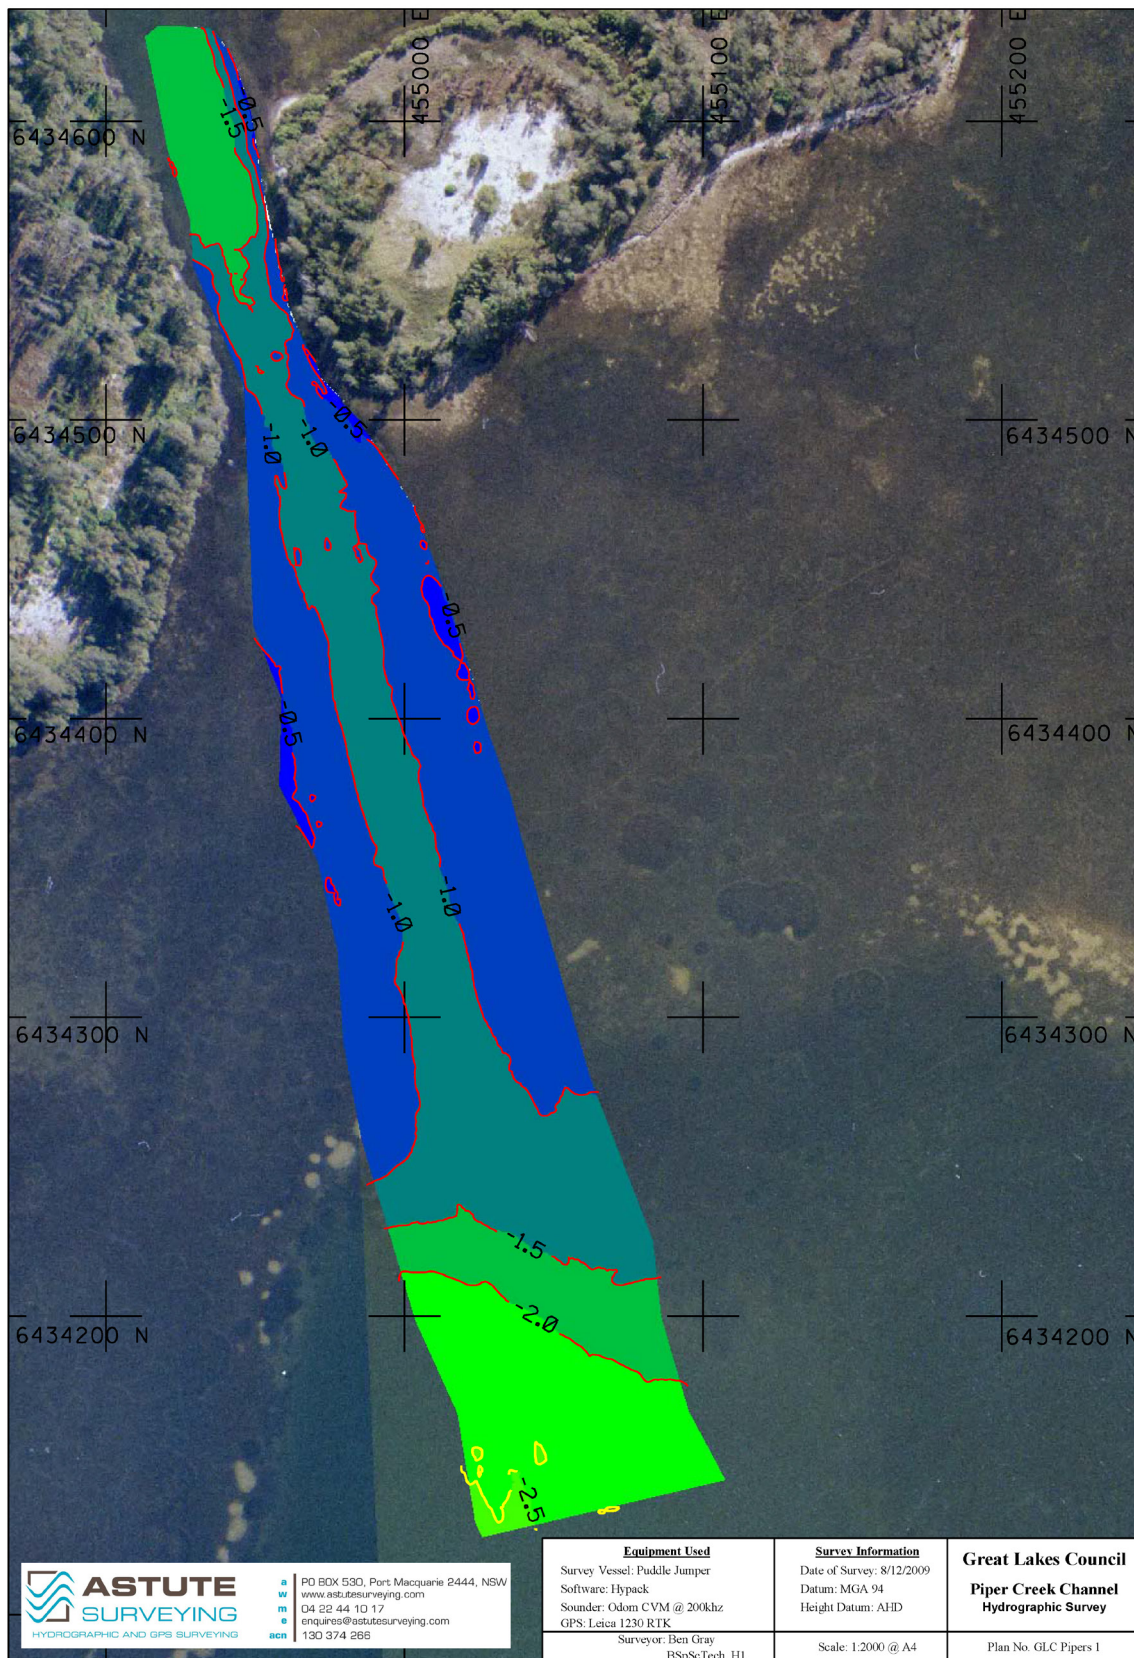 455000 E
455100 E
455200 E
-0.5
-1.5
6434600 N
-0.5
-1.0
-1.0
6434500 N
6434500 N
-0.5
-0.5
6434400 N
6434400 N
-1.0
-1.0
6434300 N
6434300 N
-1.5
-2.0
6434200 N
6434200 N
-2.5
ASTUTE
SURVEYING
HYDROGRAPHIC AND GPS SURVEYING
a PO BOX 530, Port Macquarie 2444, NSW
w www.astutesurveying.com
m 04 22 44 10 17
e enquires@astutesurveying.com
acn 130 374 266
Equipment Used
Survey Vessel: Puddle Jumper
Software: Hypack
Sounder: Odom CVM @ 200khz
GPS: Leica 1230 RTK
Surveyor: Ben Gray
BSpScTech, H1
Survey Information
Date of Survey: 8/12/2009
Datum: MGA 94
Height Datum: AHD
Scale: 1:2000 @ A4
Great Lakes Council
Piper Creek Channel
Hydrographic Survey
Plan No. GLC Pipers 1